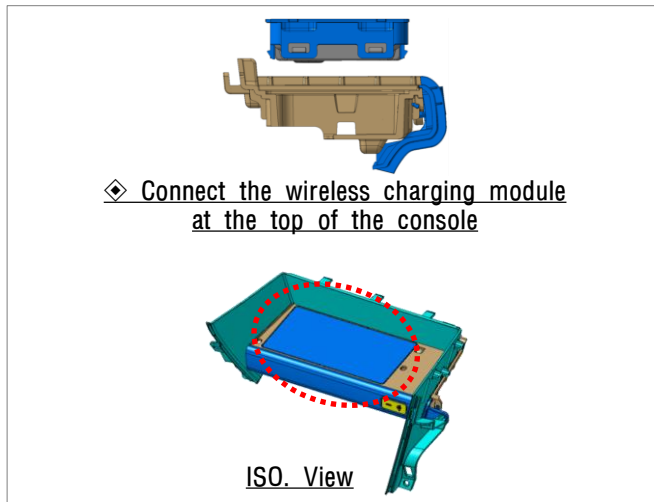 ◈ Connect the wireless charging module
at the top of the console
ISO. View